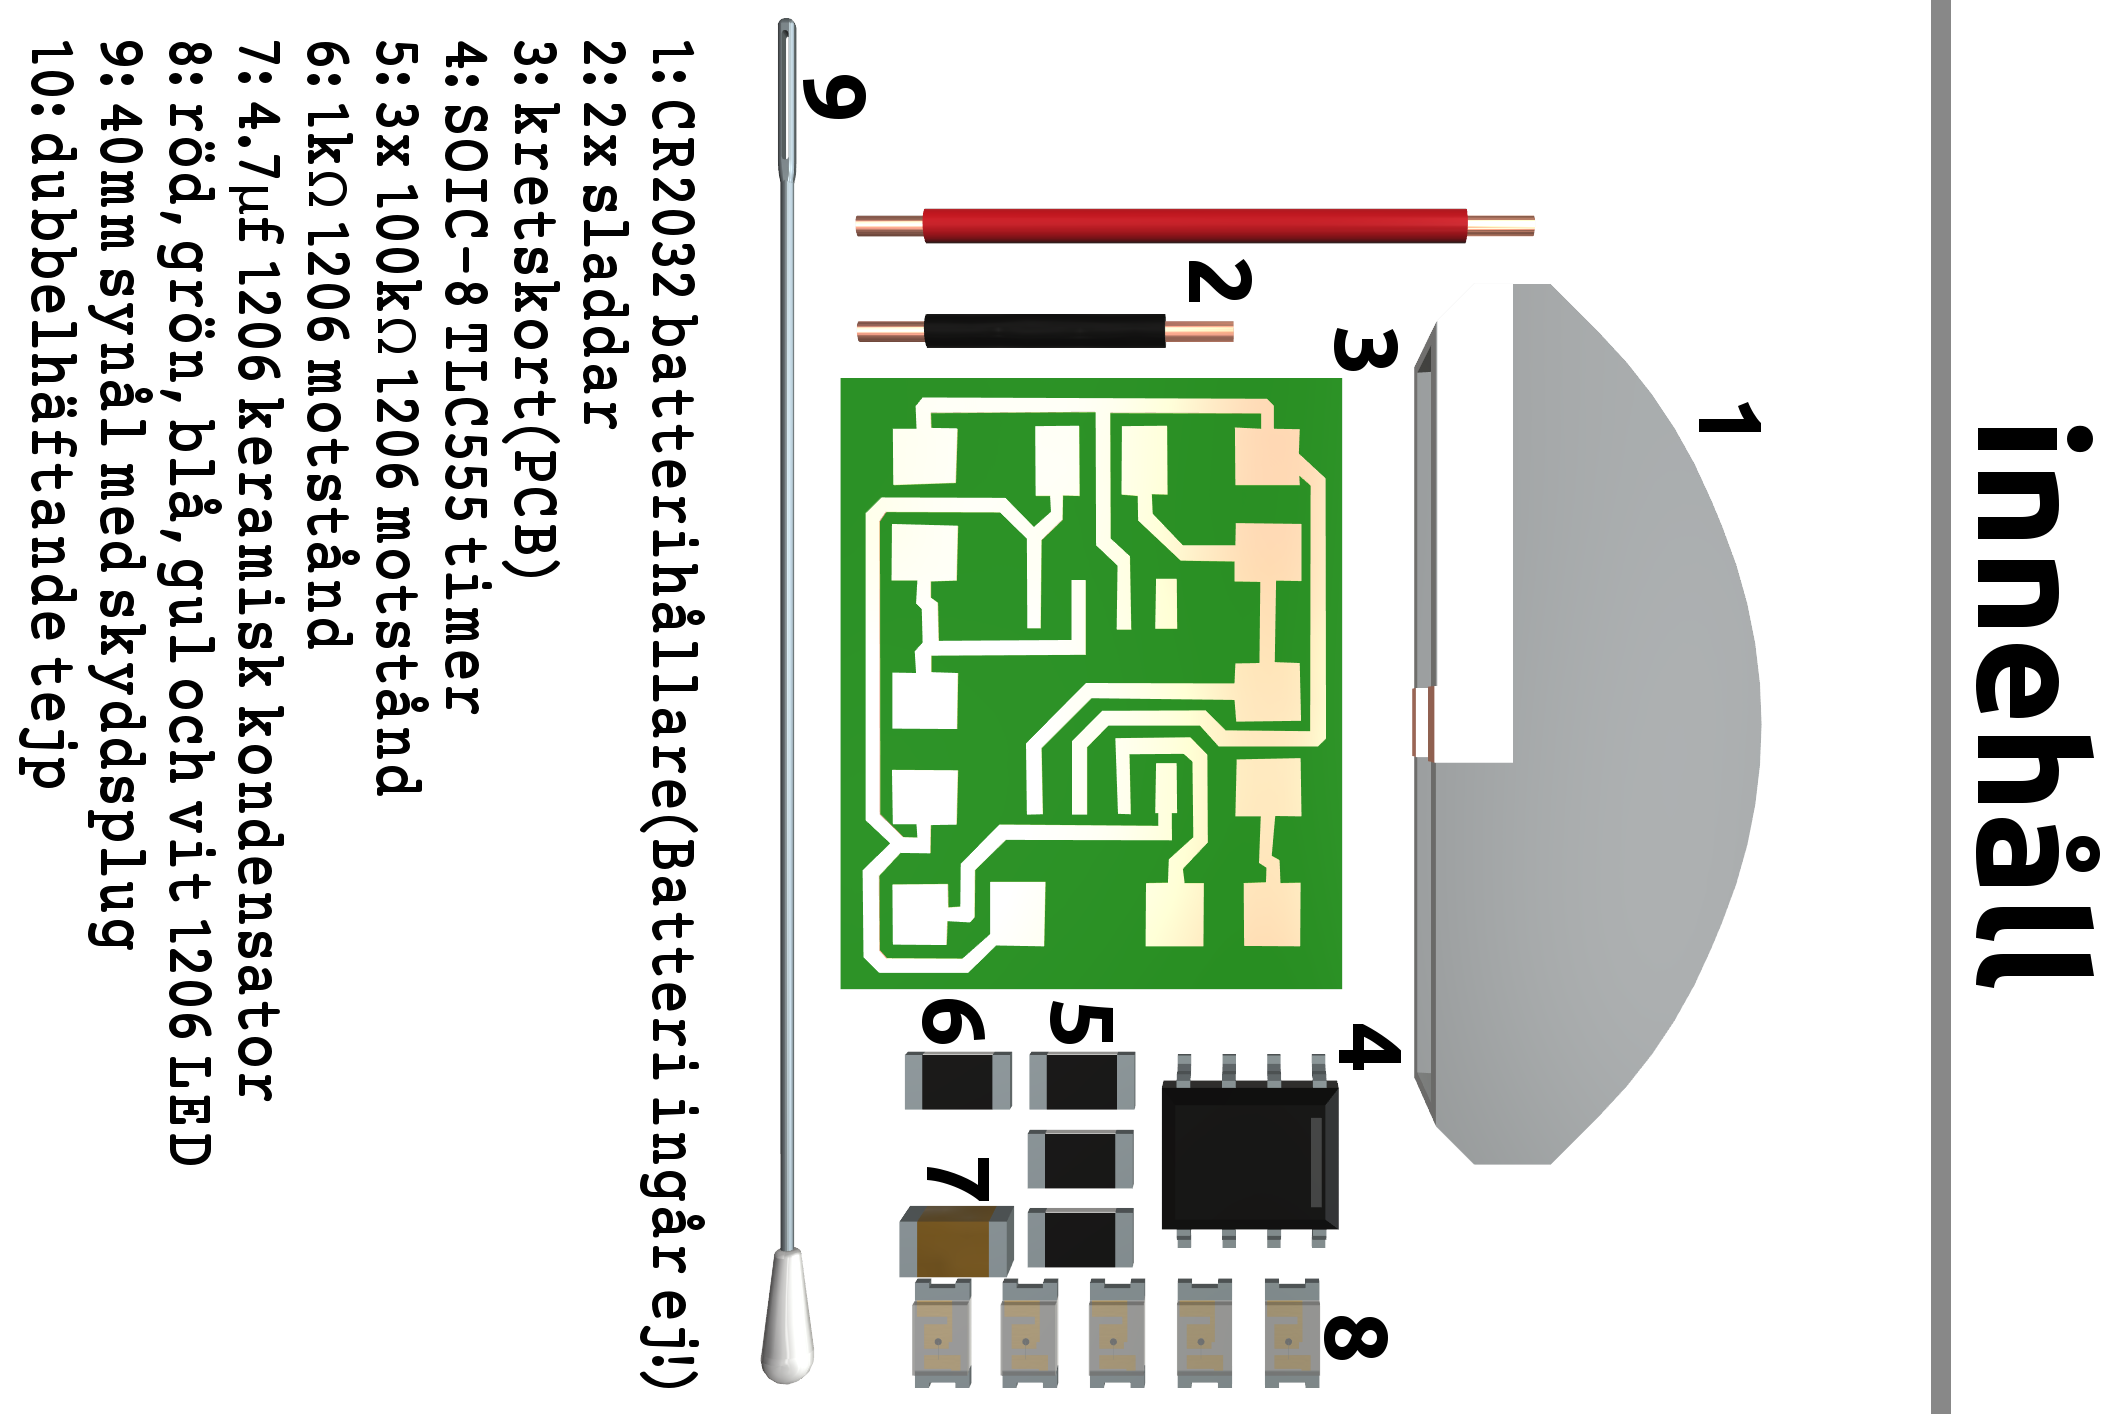 innehåll
1
3
2
9
4
5
6
7
8
1: CR2032 batterihållare(Batteri ingår ej!)
2: 2x sladdar
3: kretskort(PCB)
4: SOIC-8 TLC555 timer
5: 3x 100kΩ 1206 motstånd
6: 1kΩ 1206 motstånd
7: 4.7µf 1206 keramisk kondensator
8: röd, grön, blå, gul och vit 1206 LED
9: 40mm synål med skyddsplug
10: dubbelhäftande tejp